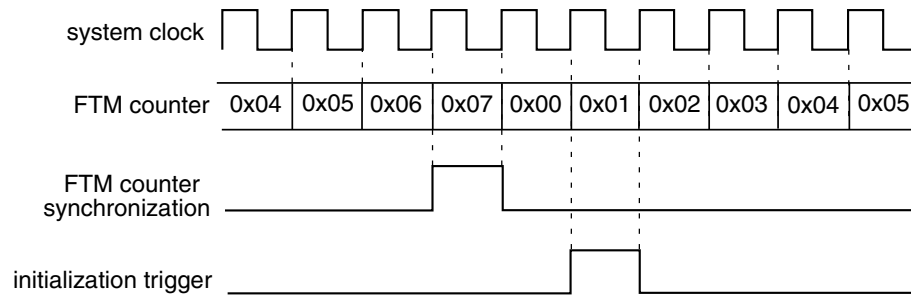 system clock
FTM counter 0x04 0x05 0x06 0x07 0x00 0x01 0x02 0x03 0x04 0x05
FTM counter
synchronization
initialization trigger